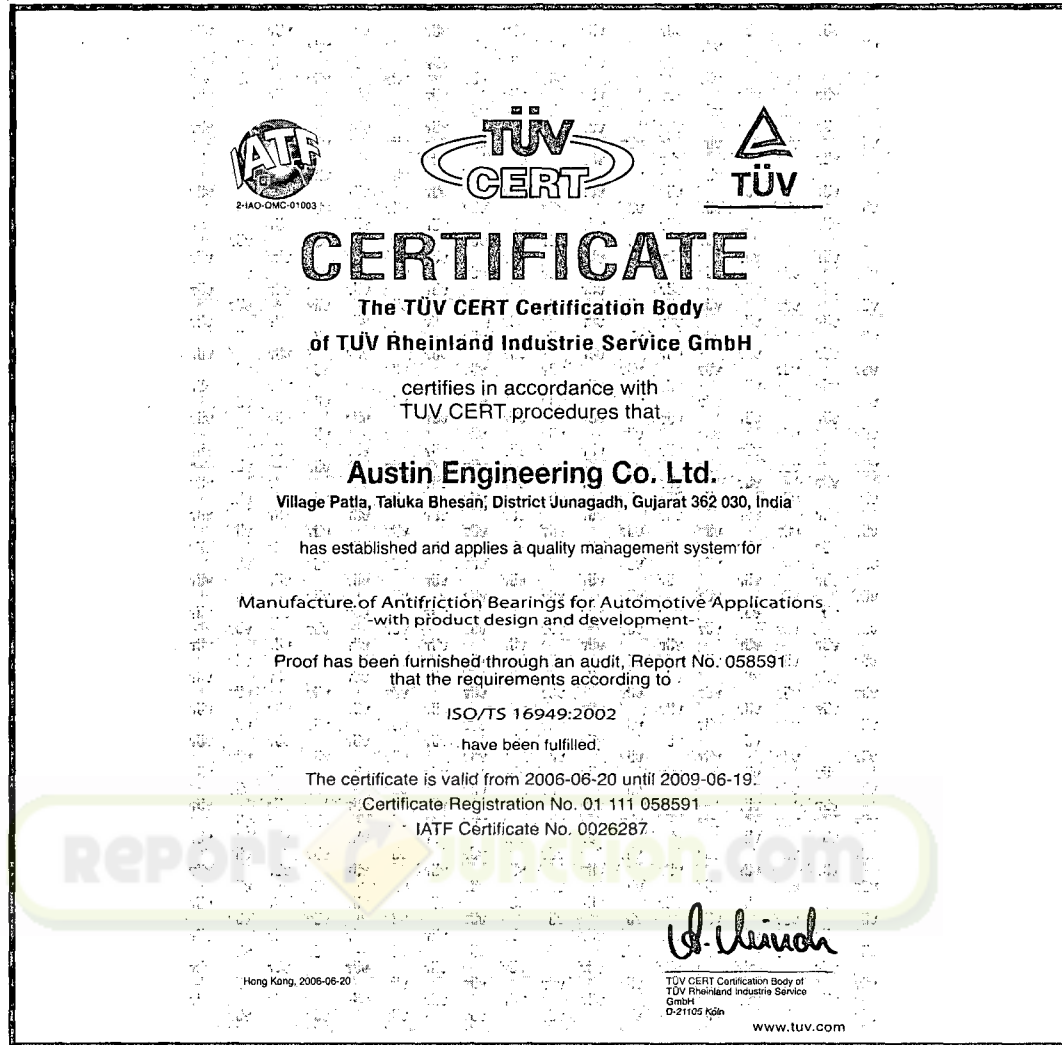 IATF
2-IAO-QMC-01003
TÜV
CERT
TÜV
CERTIFICATE
The TÜV CERT Certification Body
of TÜV Rheinland Industrie Service GmbH
certifies in accordance with
TÜV CERT procedures that
Austin Engineering Co. Ltd.
Village Patla, Taluka Bhesan, District Junagadh, Gujarat 362 030, India
has established and applies a quality management system for
Manufacture of Antifriction Bearings for Automotive Applications
-with product design and development-
Proof has been furnished through an audit, Report No. 058591
that the requirements according to
ISO/TS 16949:2002
have been fulfilled.
The certificate is valid from 2006-06-20 until 2009-06-19.
Certificate Registration No. 01 111 058591
IATF Certificate No. 0026287
Report Junction.com
Hong Kong, 2006-06-20
TÜV CERT Certification Body of
TÜV Rheinland Industrie Service
GmbH
D-21105 Köln
www.tuv.com